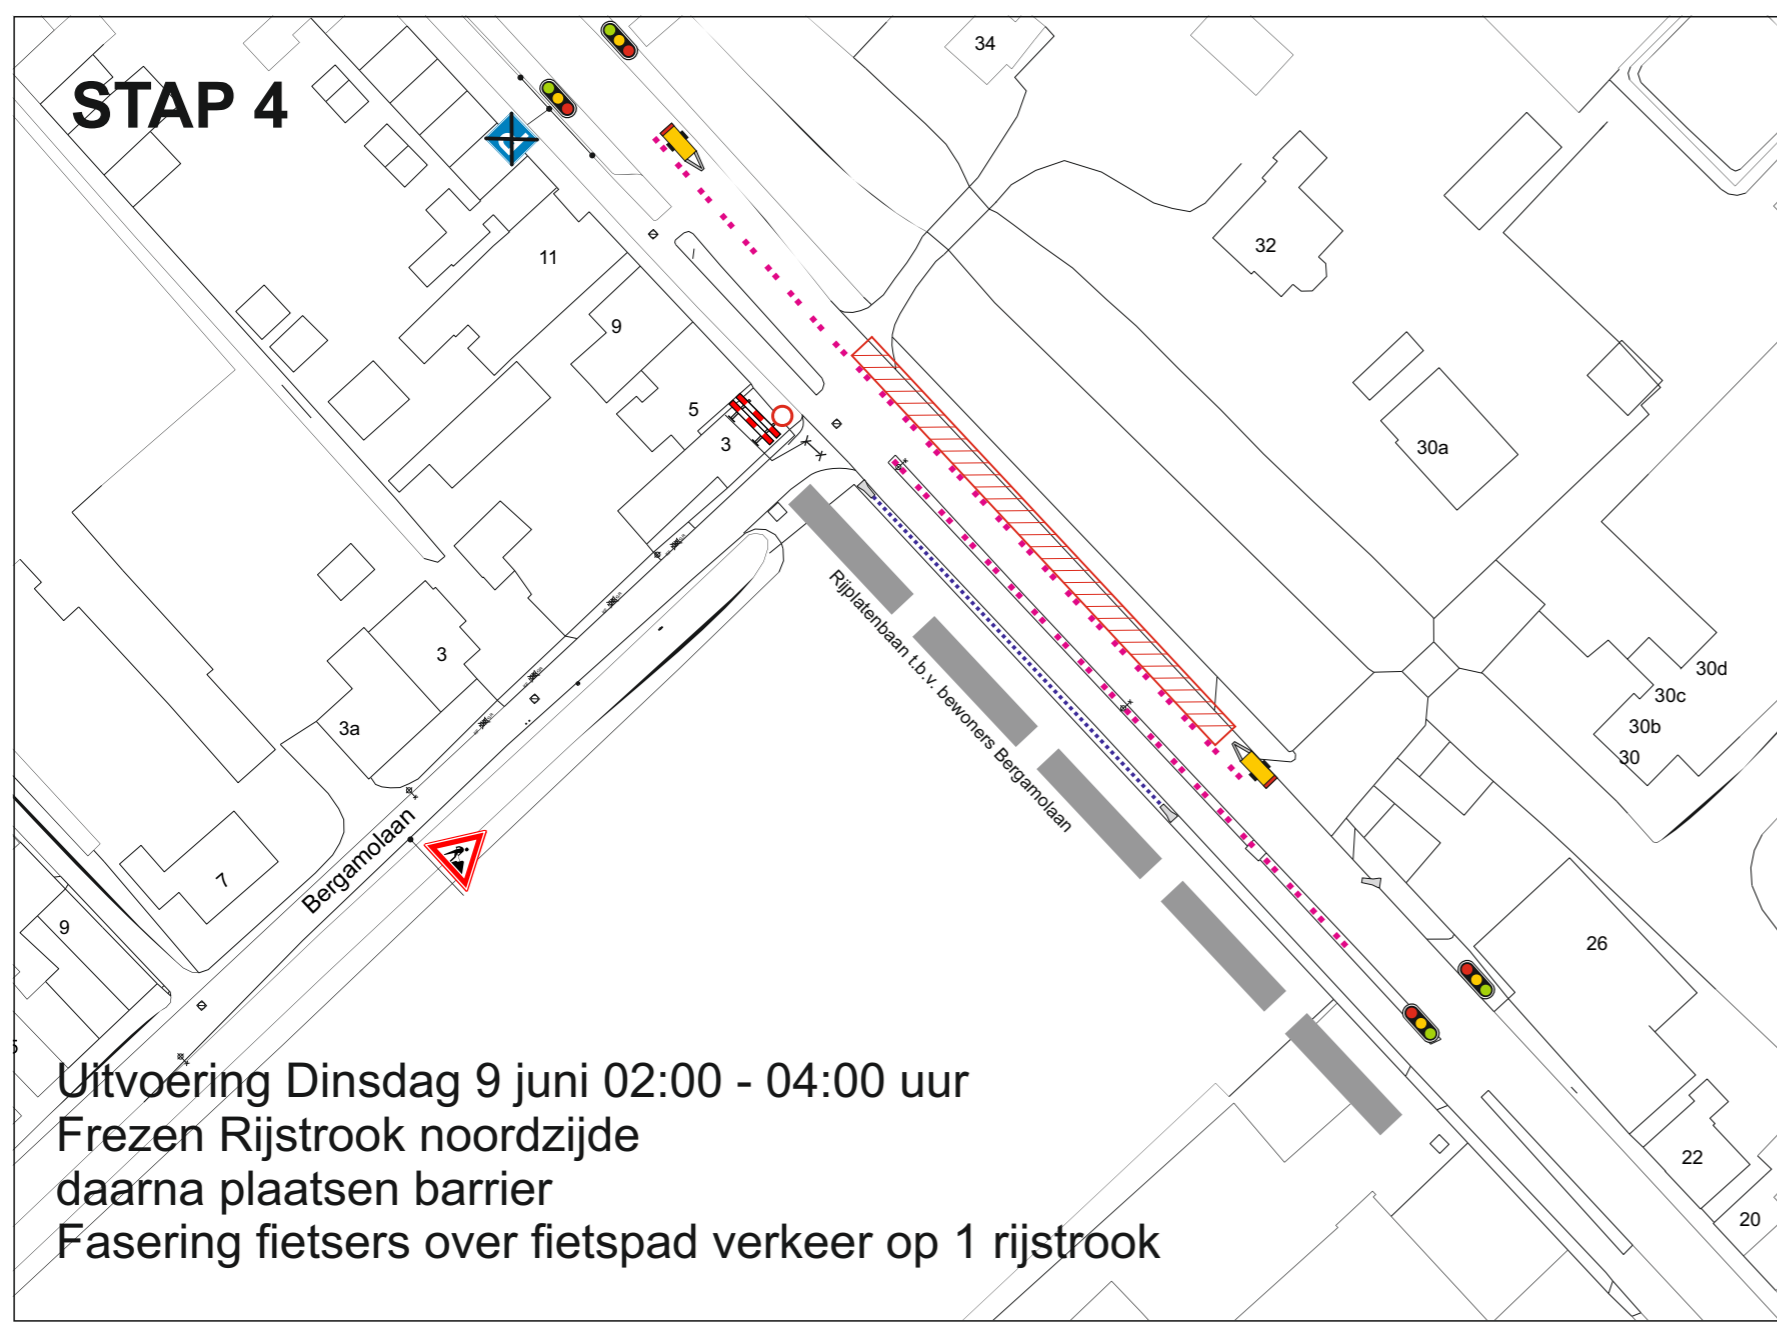 STAP 4
34
32
11
9
5
3
30a
3
3a
7
9
30d
30c
30b
30
26
22
20
5
Rijplatenbaan t.b.v. bewoners Bergamolaan
Bergamolaan
Uitvoering Dinsdag 9 juni 02:00 - 04:00 uur
Frezen Rijstrook noordzijde
daarna plaatsen barrier
Fasering fietsers over fietspad verkeer op 1 rijstrook